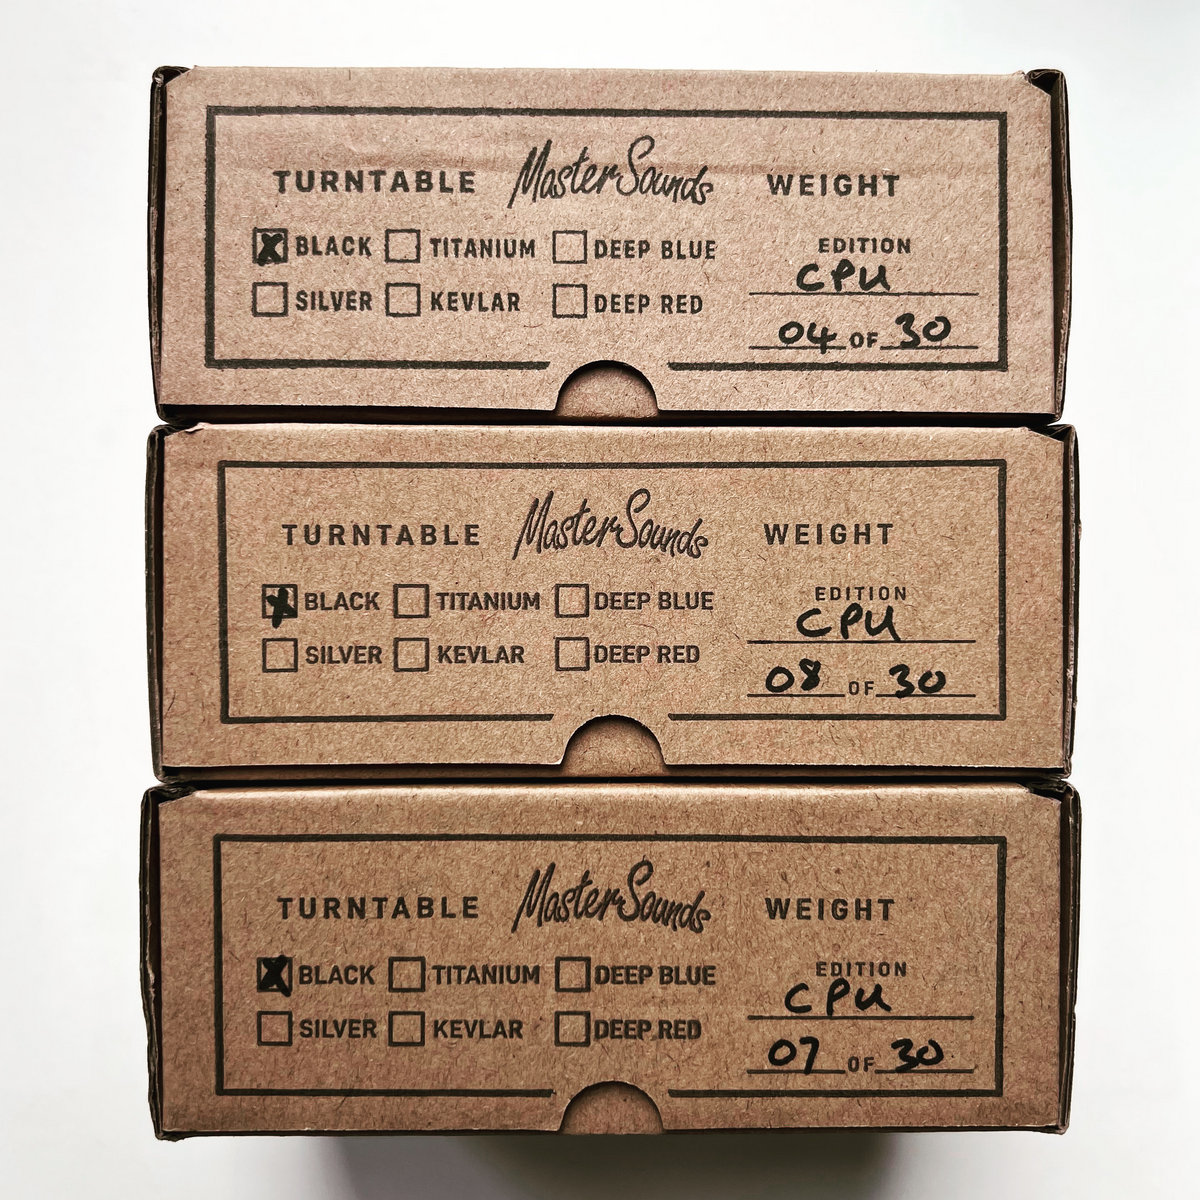 TURNTABLE MasterSounds WEIGHT
BLACK TITANIUM DEEP BLUE EDITION
CPU
SILVER KEVLAR DEEP RED
04 OF 30
TURNTABLE MasterSounds WEIGHT
BLACK TITANIUM DEEP BLUE EDITION
CPU
SILVER KEVLAR DEEP RED
08 OF 30
TURNTABLE MasterSounds WEIGHT
BLACK TITANIUM DEEP BLUE EDITION
CPU
SILVER KEVLAR DEEP RED
07 OF 30